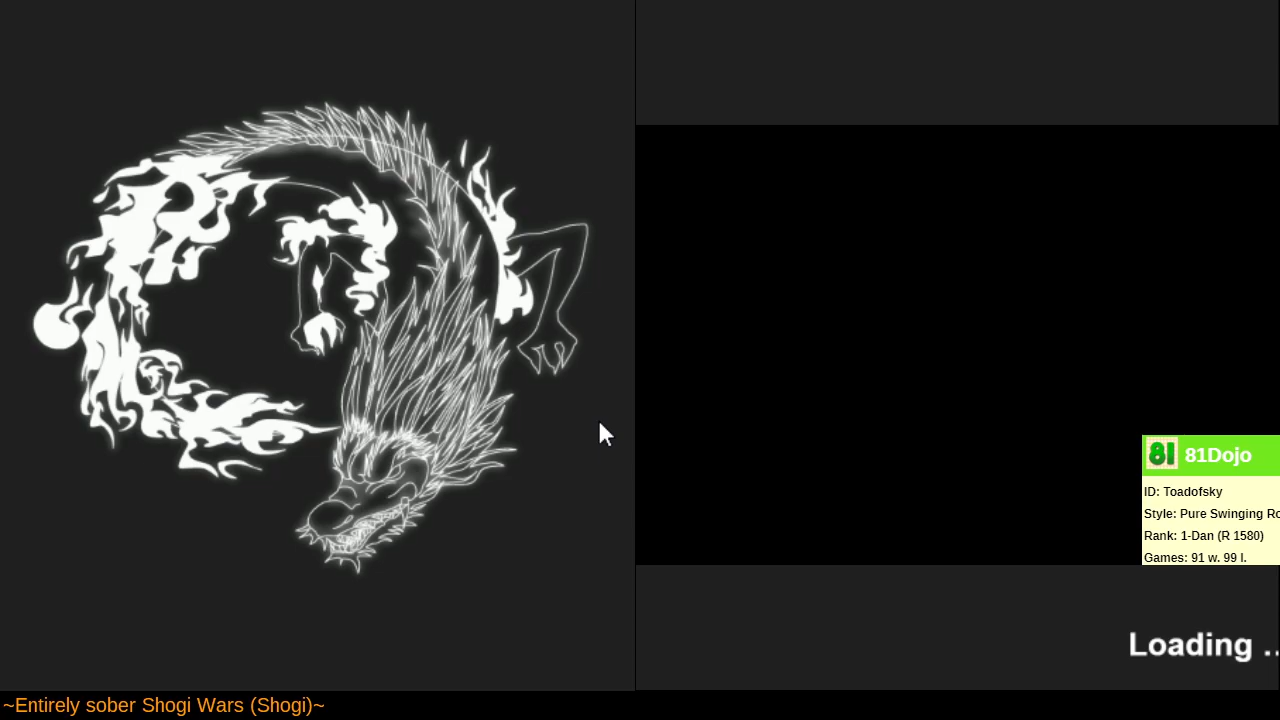 81 81Dojo
ID: Toadofsky
Style: Pure Swinging Ro
Rank: 1-Dan (R 1580)
Games: 91 w. 99 l.
Loading ..
~Entirely sober Shogi Wars (Shogi)~